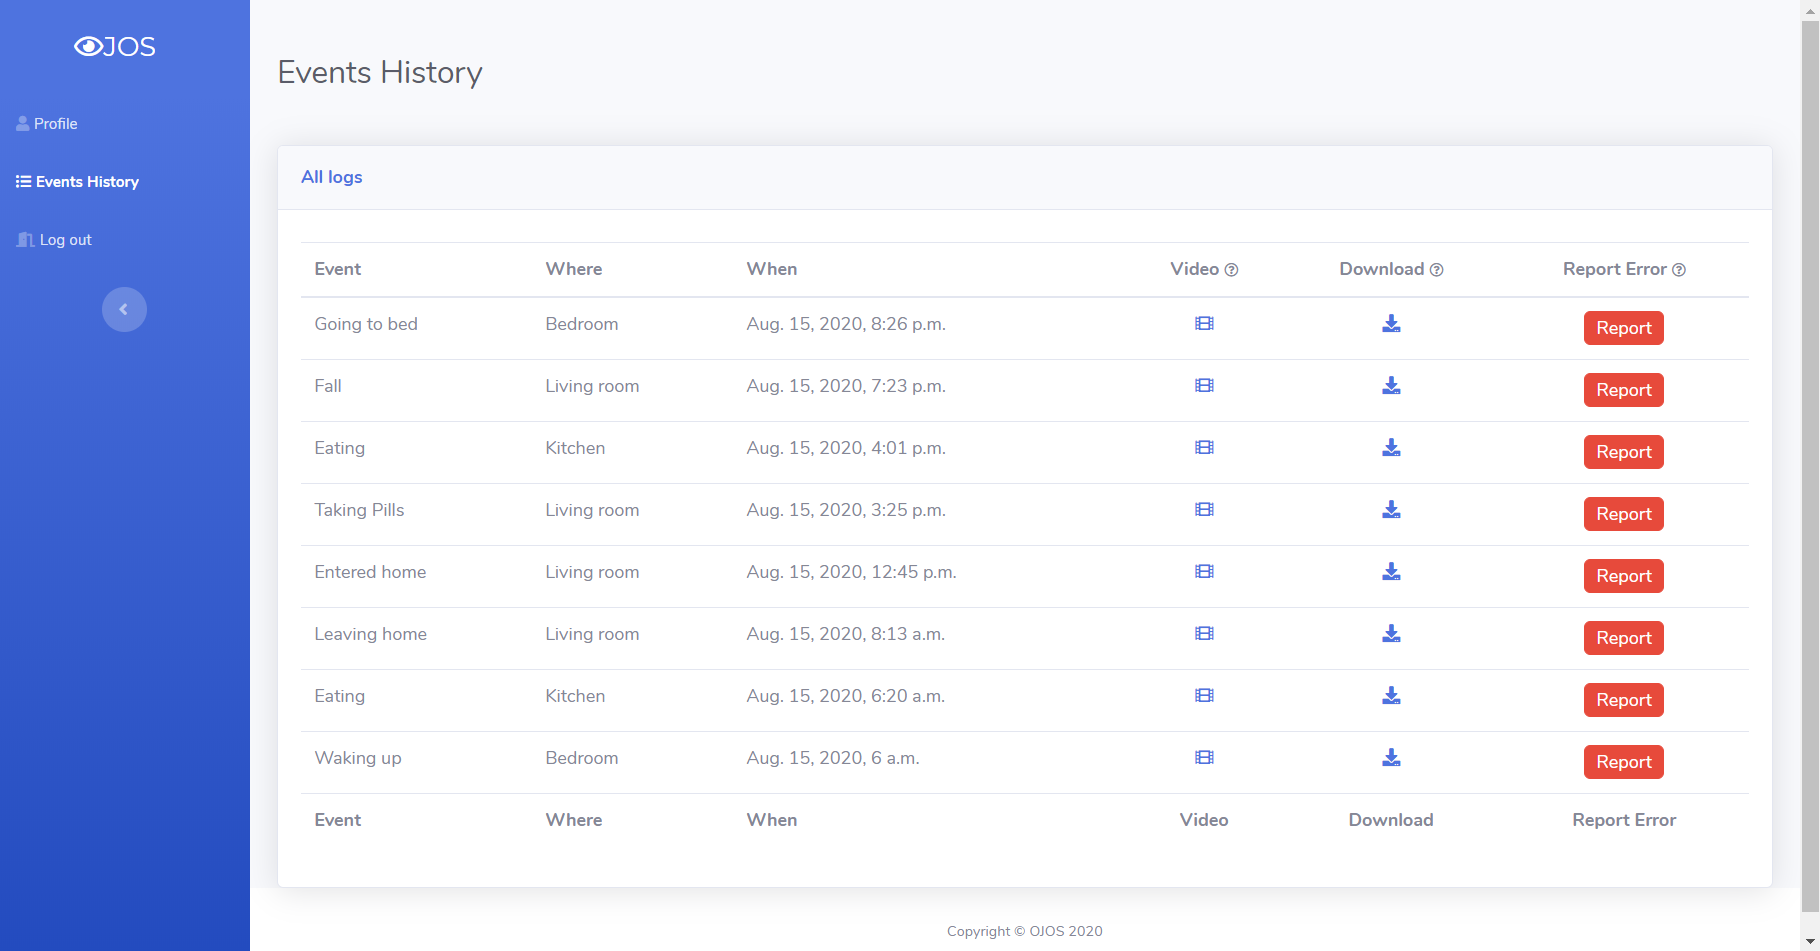 OJOS
Profile
Events History
Log out
Events History
All logs
Event Where When Video Download Report Error
Going to bed Bedroom Aug. 15, 2020, 8:26 p.m. Report
Fall Living room Aug. 15, 2020, 7:23 p.m. Report
Eating Kitchen Aug. 15, 2020, 4:01 p.m. Report
Taking Pills Living room Aug. 15, 2020, 3:25 p.m. Report
Entered home Living room Aug. 15, 2020, 12:45 p.m. Report
Leaving home Living room Aug. 15, 2020, 8:13 a.m. Report
Eating Kitchen Aug. 15, 2020, 6:20 a.m. Report
Waking up Bedroom Aug. 15, 2020, 6 a.m. Report
Event Where When Video Download Report Error
Copyright © OJOS 2020